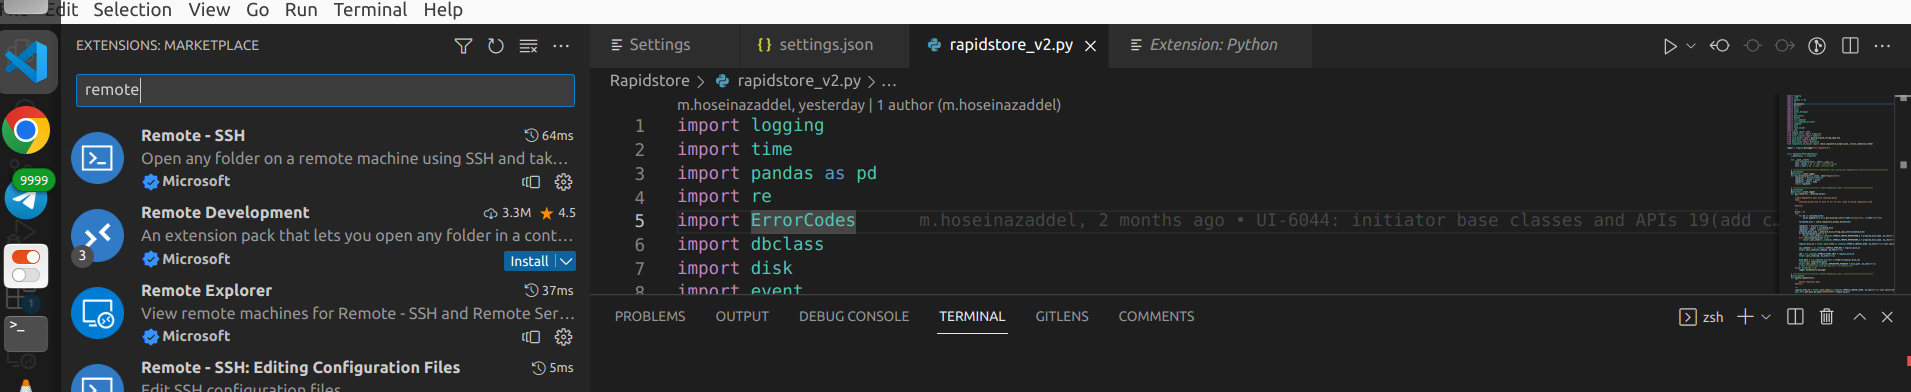 Edit Selection View Go Run Terminal Help
EXTENSIONS: MARKETPLACE
remote
Remote - SSH 64ms
Open any folder on a remote machine using SSH and tak...
Microsoft
Remote Development 3.3M 4.5
An extension pack that lets you open any folder in a cont...
3 Microsoft Install
Remote Explorer 37ms
View remote machines for Remote - SSH and Remote Ser...
Microsoft
Remote - SSH: Editing Configuration Files 5ms
Edit SSH configuration files
9999
1
>_
Settings {} settings.json rapidstore_v2.py Extension: Python
Rapidstore > rapidstore_v2.py > ...
m.hoseinazaddel, yesterday | 1 author (m.hoseinazaddel)
1 import logging
2 import time
3 import pandas as pd
4 import re
5 import ErrorCodes m.hoseinazaddel, 2 months ago • UI-6044: initiator base classes and APIs 19(add c...
6 import dbclass
7 import disk
8 import event
PROBLEMS OUTPUT DEBUG CONSOLE TERMINAL GITLENS COMMENTS zsh